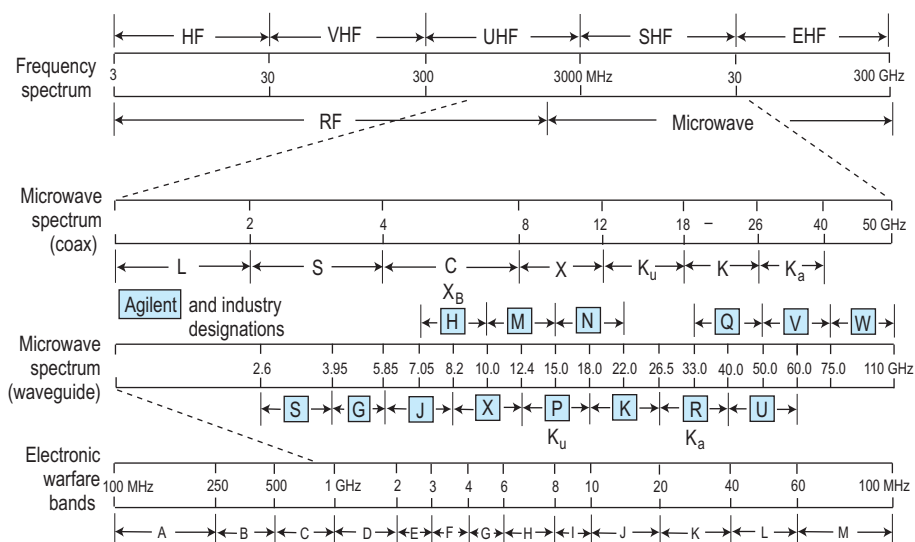 HF VHF UHF SHF EHF
Frequency
spectrum
3 30 300 3000 MHz 30 300 GHz
RF Microwave
Microwave
spectrum
(coax)
2 4 8 12 18 – 26 40 50 GHz
L S C X Ku K Ka
XB
Agilent and industry
designations
H M N Q V W
Microwave
spectrum
(waveguide)
2.6 3.95 5.85 7.05 8.2 10.0 12.4 15.0 18.0 22.0 26.5 33.0 40.0 50.0 60.0 75.0 110 GHz
S G J X P K R U
Ku Ka
Electronic
warfare
bands
100 MHz 250 500 1 GHz 2 3 4 6 8 10 20 40 60 100 MHz
A B C D E F G H I J K L M